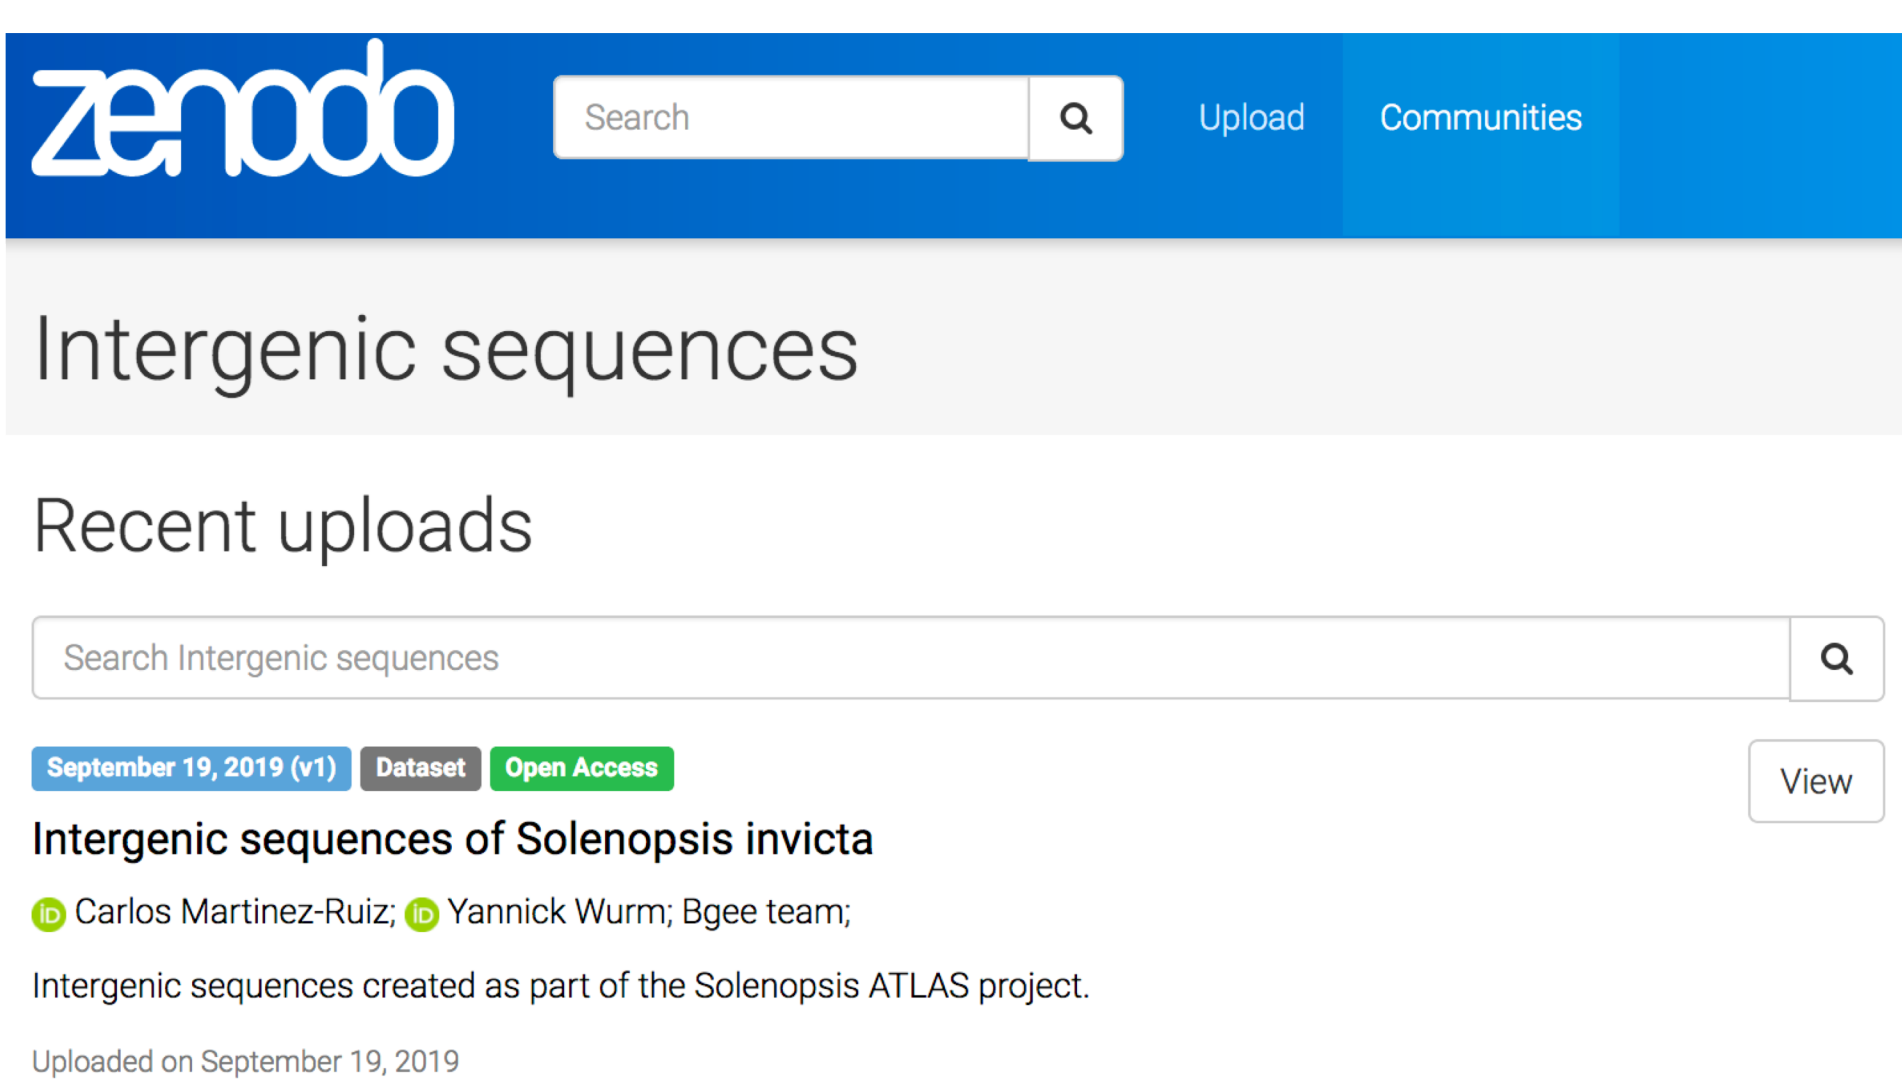 zenodo
Search
Upload
Communities
Intergenic sequences
Recent uploads
Search Intergenic sequences
September 19, 2019 (v1) Dataset Open Access
View
Intergenic sequences of Solenopsis invicta
iD Carlos Martinez-Ruiz; iD Yannick Wurm; Bgee team;
Intergenic sequences created as part of the Solenopsis ATLAS project.
Uploaded on September 19, 2019